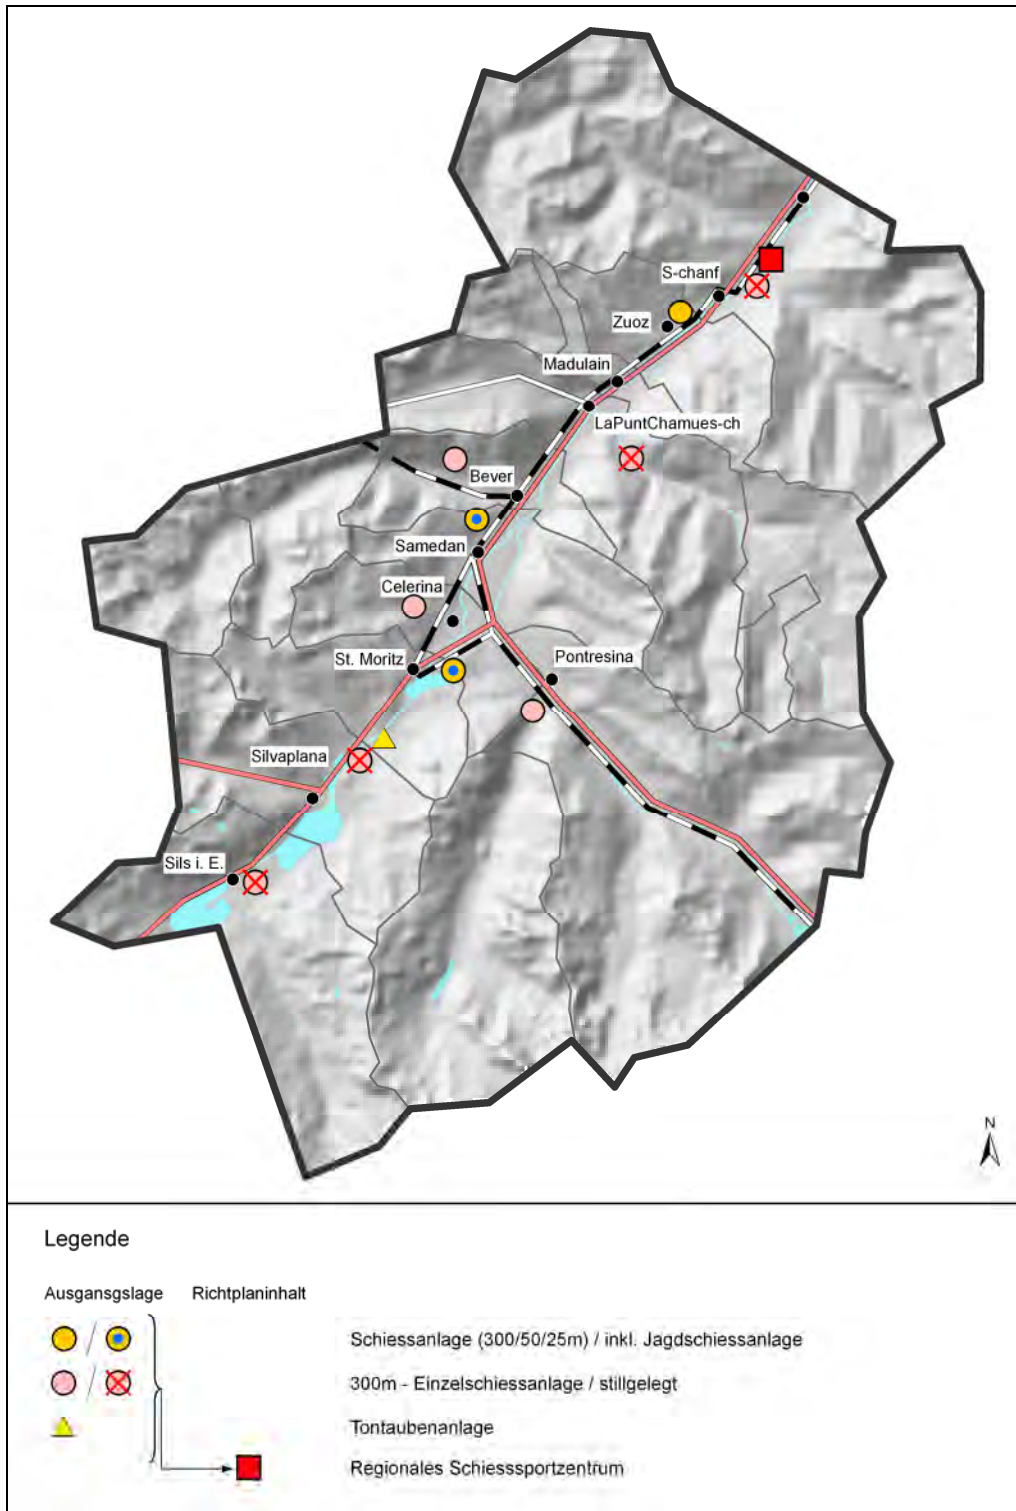 S-chanf
Zuoz
Madulain
LaPuntChamues-ch
Bever
Samedan
Celerina
St. Moritz
Pontresina
Silvaplana
Sils i. E.
N
Legende
Ausgansgslage Richtplaninhalt
/ Schiessanlage (300/50/25m) / inkl. Jagdschiessanlage
/ 300m - Einzelschiessanlage / stillgelegt
Tontaubenanlage
Regionales Schiesssportzentrum